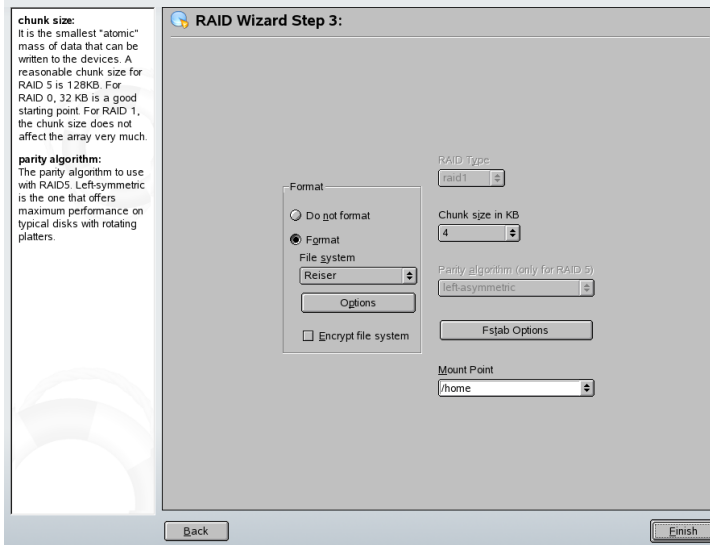 chunk size:
It is the smallest "atomic"
mass of data that can be
written to the devices. A
reasonable chunk size for
RAID 5 is 128KB. For
RAID 0, 32 KB is a good
starting point. For RAID 1,
the chunk size does not
affect the array very much.
parity algorithm:
The parity algorithm to use
with RAID5. Left-symmetric
is the one that offers
maximum performance on
typical disks with rotating
platters.
RAID Wizard Step 3:
Format
Do not format
Format
File system
Reiser
Options
Encrypt file system
RAID Type
raid1
Chunk size in KB
4
Parity algorithm (only for RAID 5)
left-asymmetric
Fstab Options
Mount Point
/home
Back
Finish